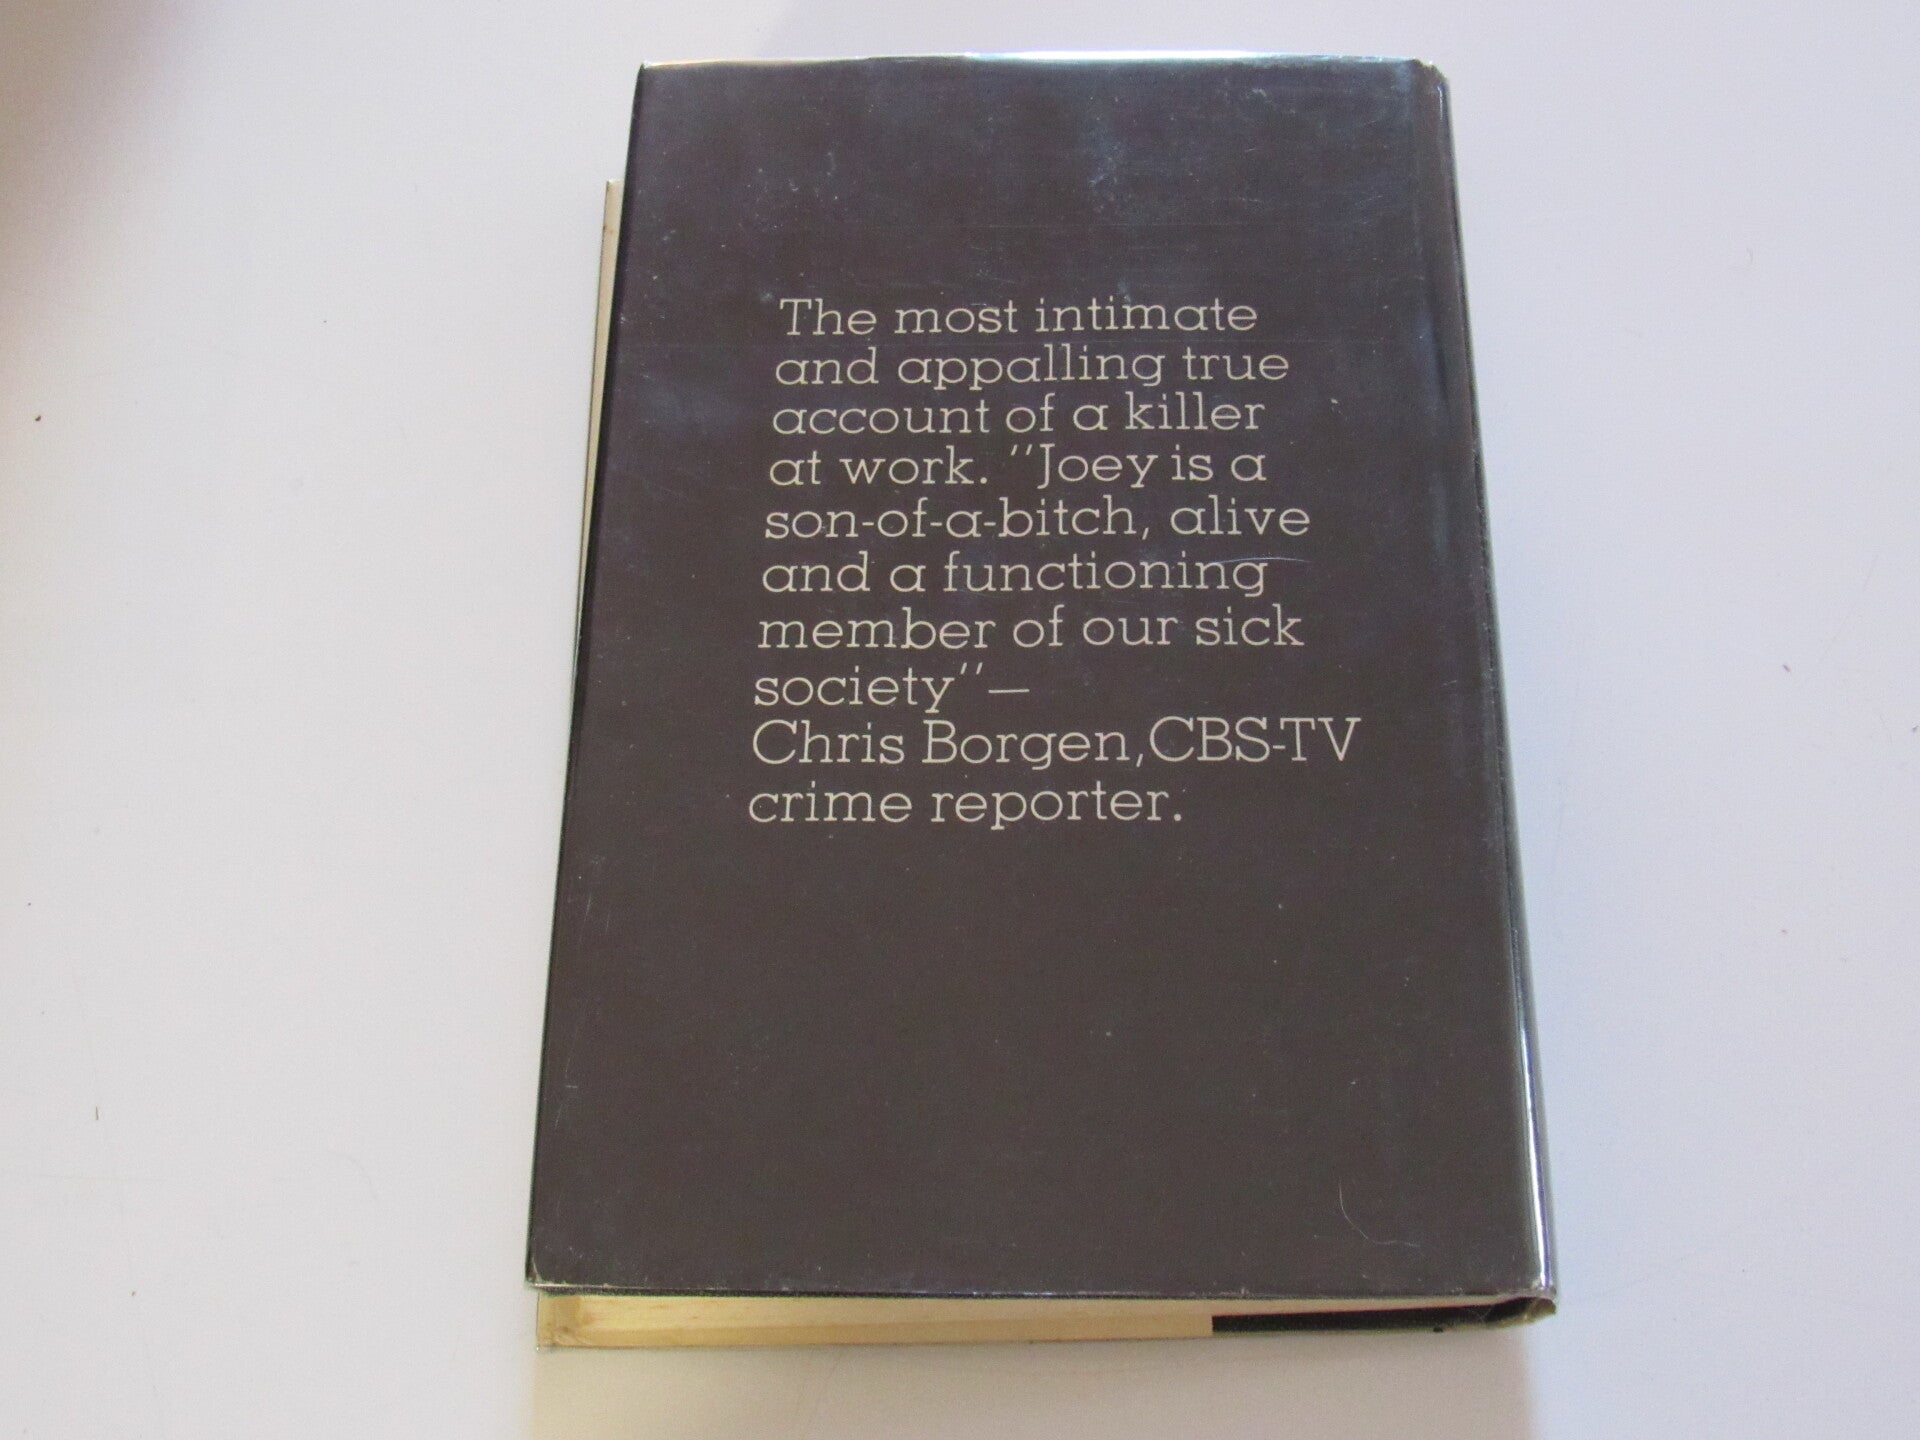 The most intimate
and appalling true
account of a killer
at work. "Joey is a
son-of-a-bitch, alive
and a functioning
member of our sick
society"—
Chris Borgen, CBS-TV
crime reporter.